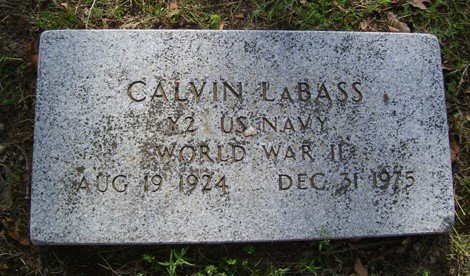 CALVIN LaBASS
Y2 US NAVY
WORLD WAR II
AUG 19 1924 DEC 31 1975